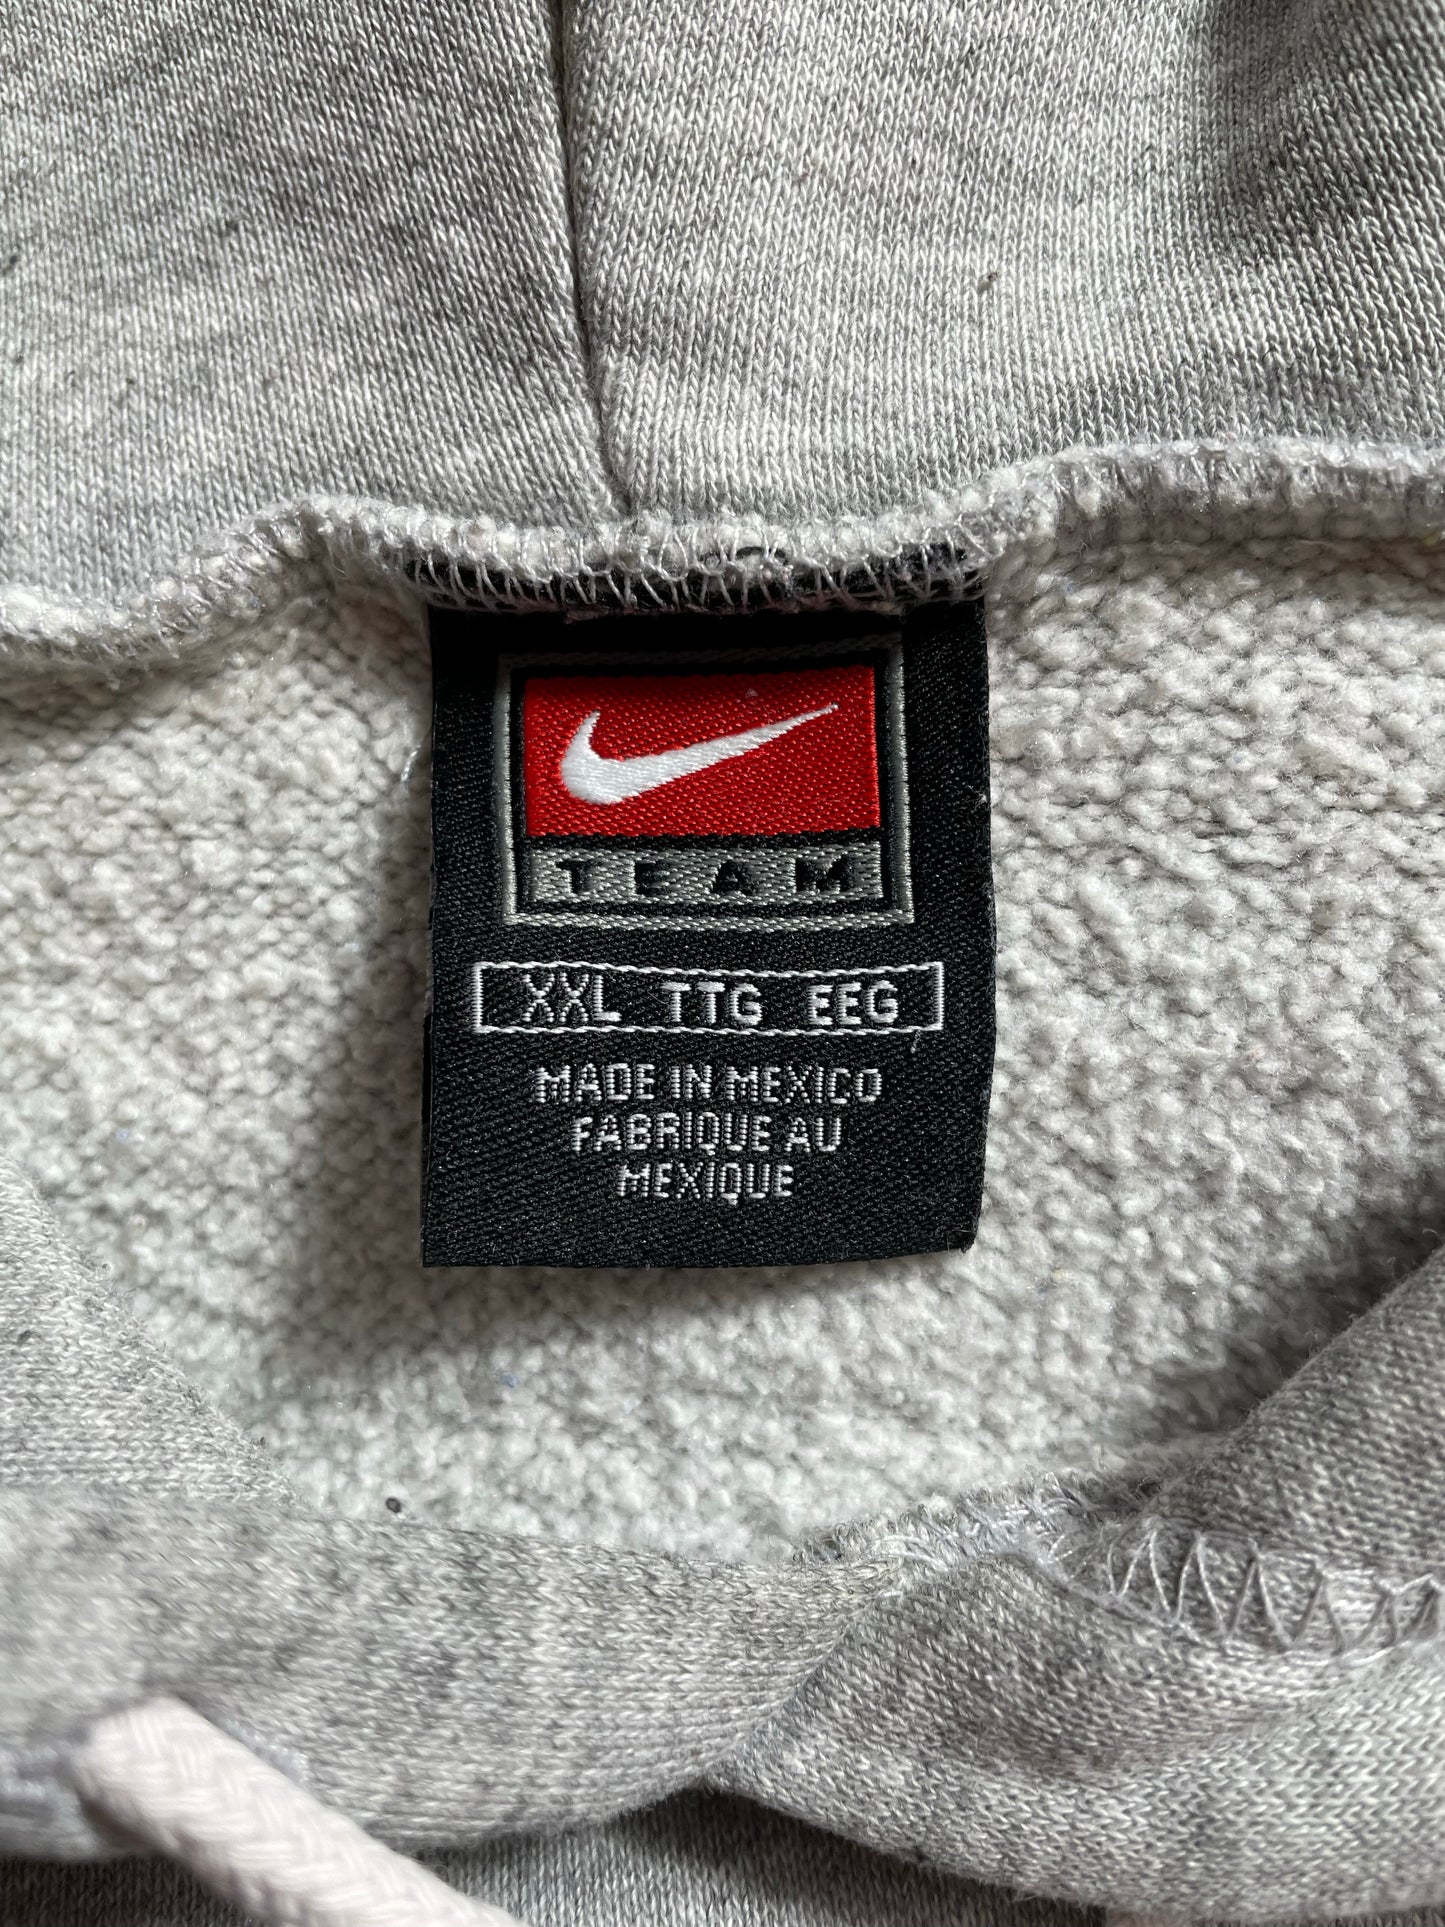 TEAM
XXL TTG EEG
MADE IN MEXICO
FABRIQUE AU
MEXIQUE